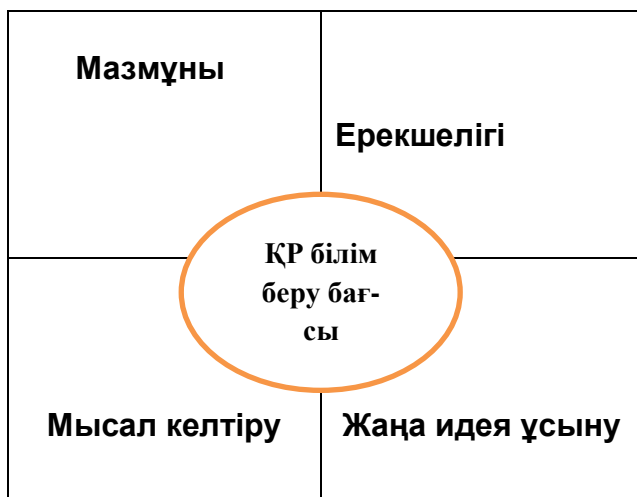 Мазмұны
Ерекшелігі
ҚР білім
беру бағ-
сы
Мысал келтіру
Жаңа идея ұсыну